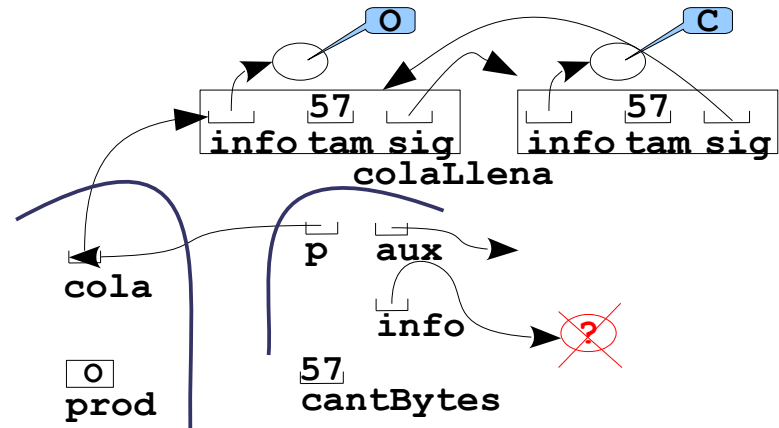 O C
57 57
info tam sig info tam sig
colaLlena
p aux
cola
info
?
O 57
prod cantBytes